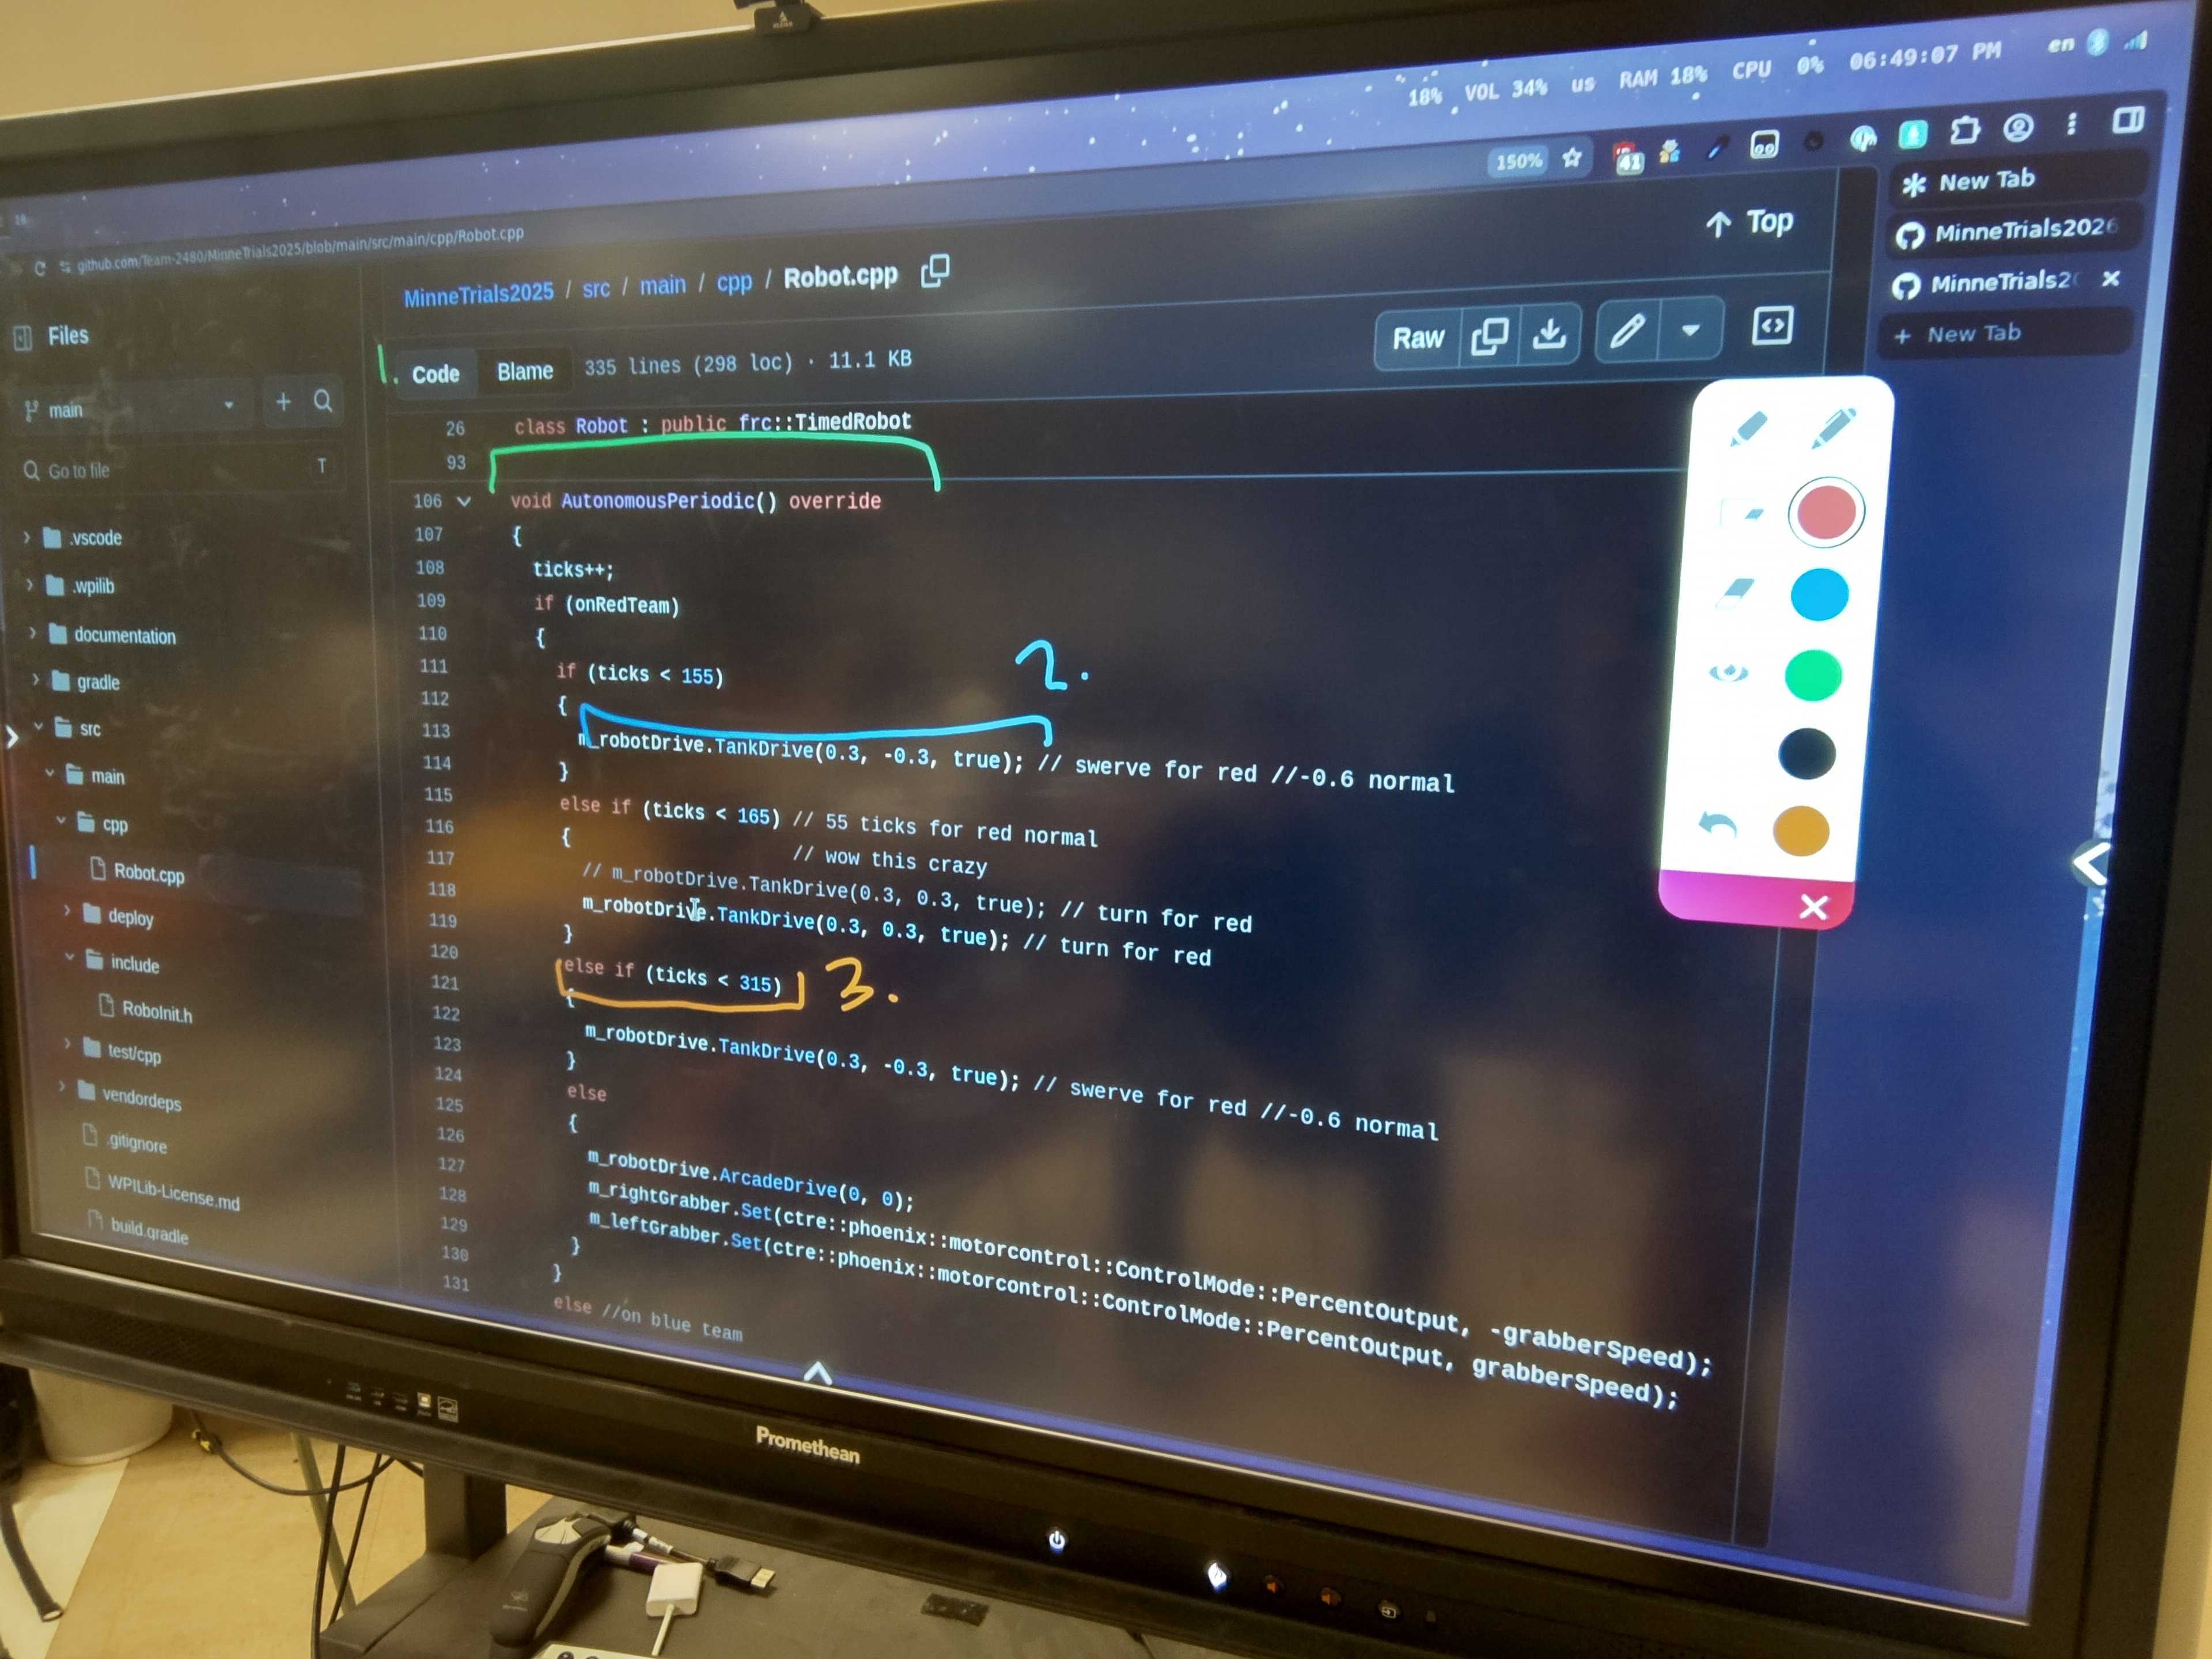 18% VOL 34% us RAM 18% CPU 0% 06:49:07 PM en
github.com/Team-2480/MinneTrials2025/blob/main/src/main/cpp/Robot.cpp
150%
41
New Tab
MinneTrials2026
MinneTrials2
+ New Tab
Files
main
Go to file T
.vscode
.wpilib
documentation
gradle
src
main
cpp
Robot.cpp
deploy
include
RoboInit.h
test/cpp
vendordeps
.gitignore
WPILib-License.md
build.gradle
MinneTrials2025 / src / main / cpp / Robot.cpp
Top
1.
Code Blame 335 lines (298 loc) · 11.1 KB
Raw
26 class Robot : public frc::TimedRobot
93
106 void AutonomousPeriodic() override
107 {
108 ticks++;
109 if (onRedTeam)
110 {
111 if (ticks < 155)
2.
112 {
113 m_robotDrive.TankDrive(0.3, -0.3, true); // swerve for red //-0.6 normal
114 }
115 else if (ticks < 165) // 55 ticks for red normal
116 { // wow this crazy
117 // m_robotDrive.TankDrive(0.3, 0.3, true); // turn for red
118 m_robotDrive.TankDrive(0.3, 0.3, true); // turn for red
119 }
120 else if (ticks < 315)
3.
121 {
122 m_robotDrive.TankDrive(0.3, -0.3, true); // swerve for red //-0.6 normal
123 }
124 else
125 {
126 m_robotDrive.ArcadeDrive(0, 0);
127 m_rightGrabber.Set(ctre::phoenix::motorcontrol::ControlMode::PercentOutput, -grabberSpeed);
128 m_leftGrabber.Set(ctre::phoenix::motorcontrol::ControlMode::PercentOutput, grabberSpeed);
129 }
130 }
131 else //on blue team
Promethean